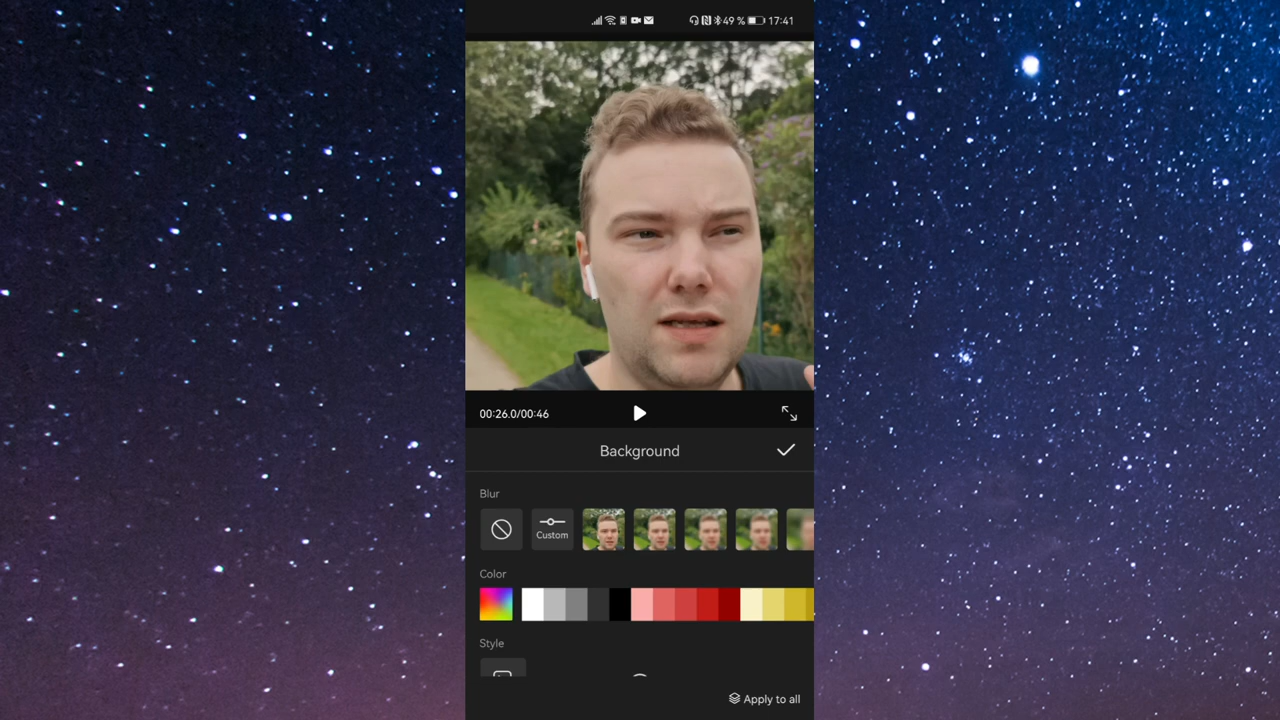 49 % 17:41
00:26.0/00:46
Background
Blur
Custom
Color
Style
Apply to all